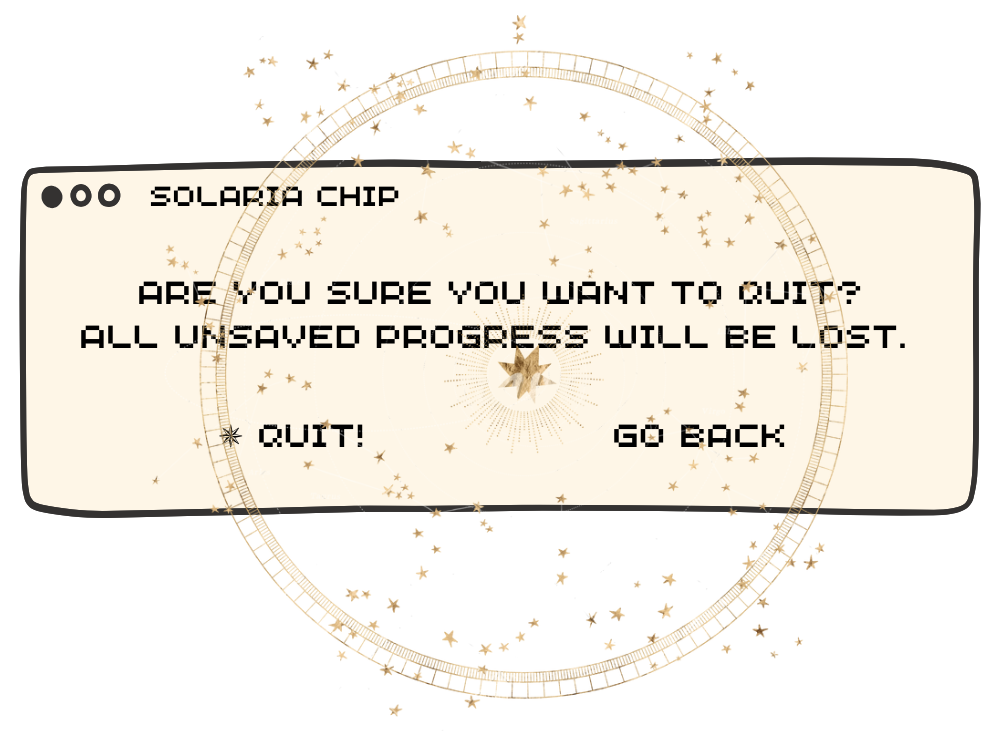 SOLARIA CHIP
ARE YOU SURE YOU WANT TO QUIT?
ALL UNSAVED PROGRESS WILL BE LOST.
QUIT! GO BACK